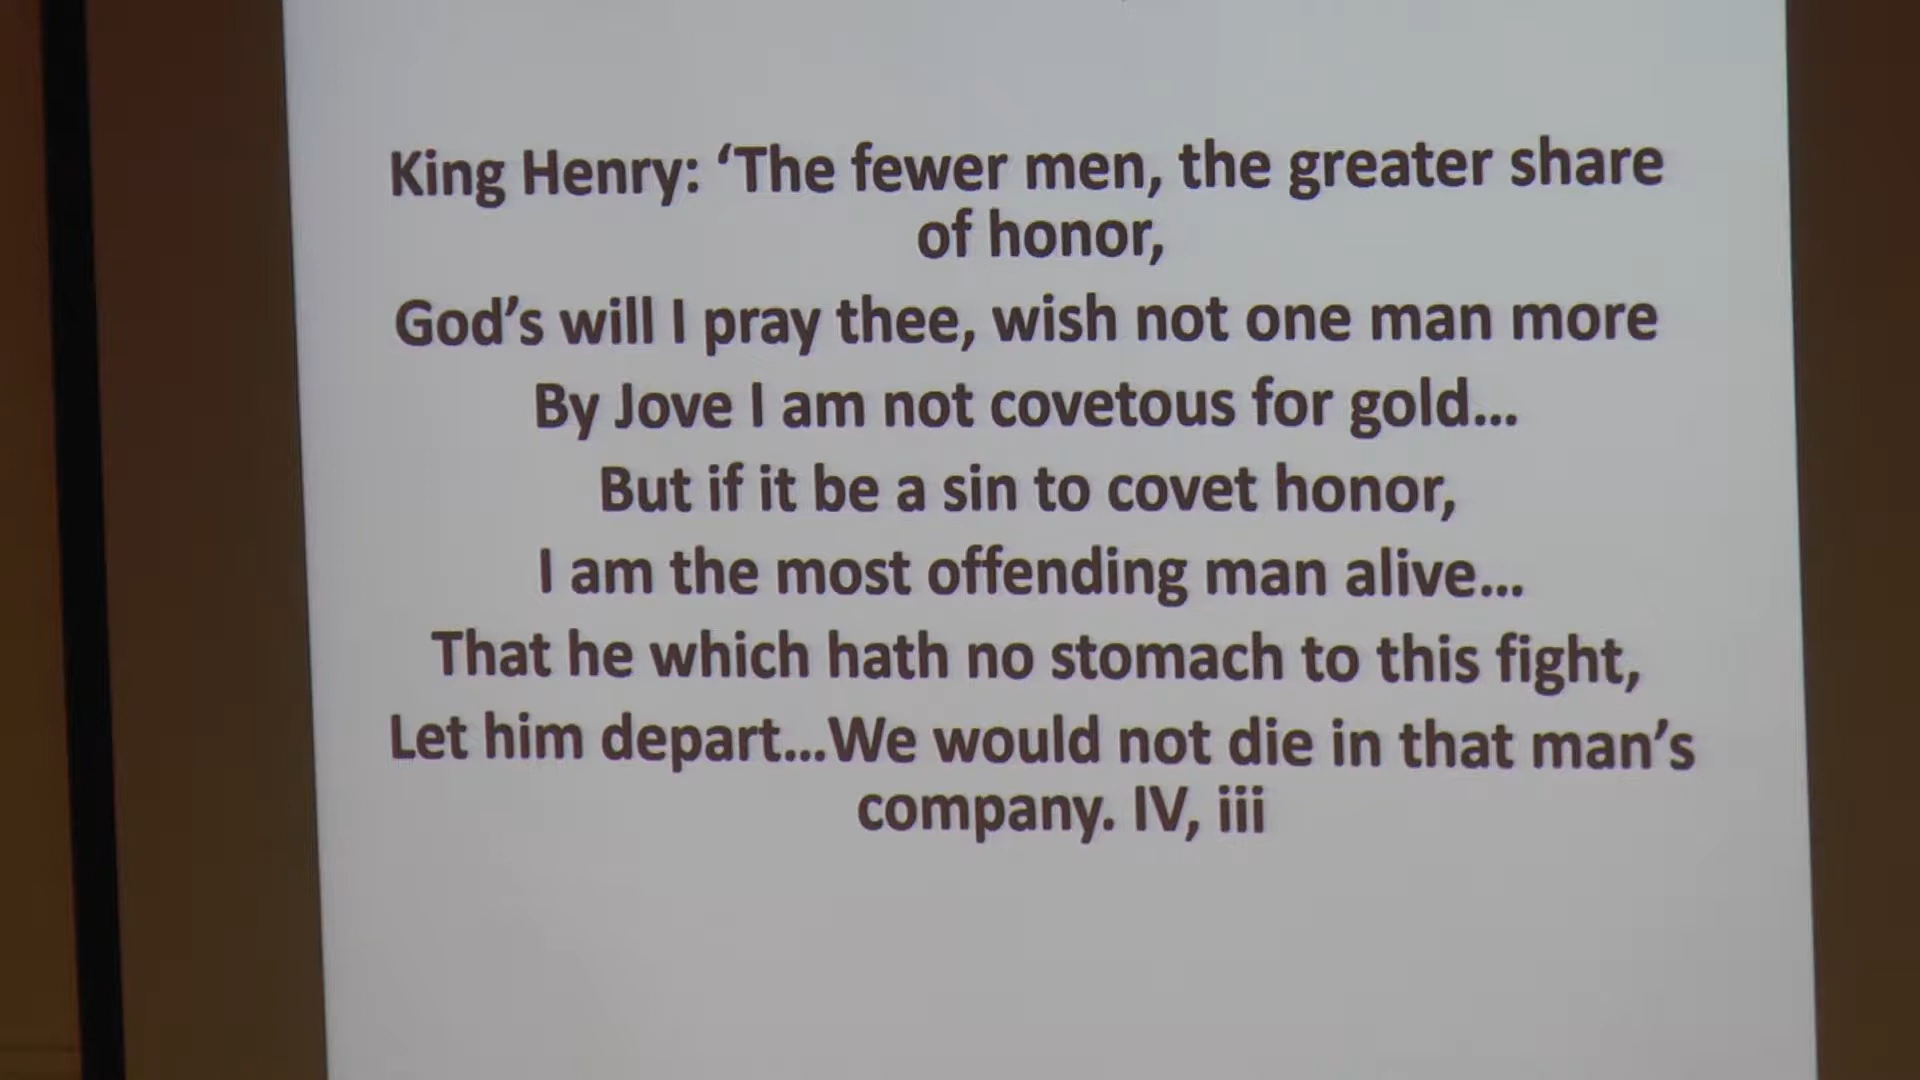 King Henry: ‘The fewer men, the greater share
of honor,
God’s will I pray thee, wish not one man more
By Jove I am not covetous for gold...
But if it be a sin to covet honor,
I am the most offending man alive...
That he which hath no stomach to this fight,
Let him depart...We would not die in that man’s
company. IV, iii